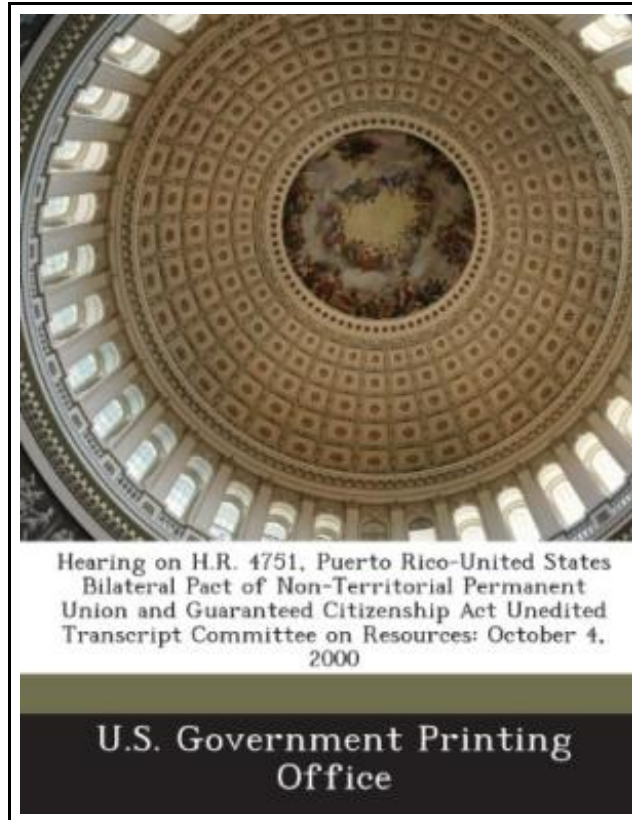 Hearing on H.R. 4751, Puerto Rico-United States
Bilateral Pact of Non-Territorial Permanent
Union and Guaranteed Citizenship Act Unedited
Transcript Committee on Resources: October 4,
2000
U.S. Government Printing
Office